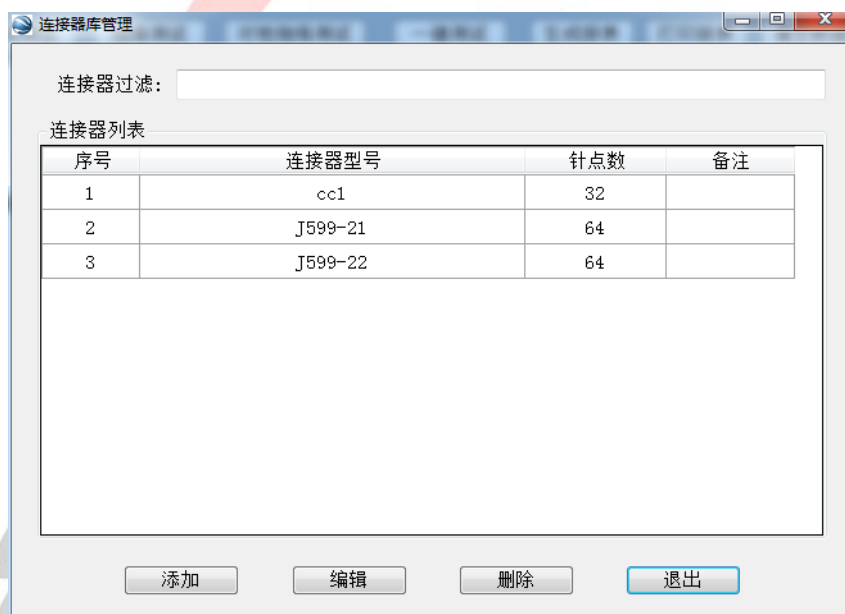 连接器库管理
连接器过滤：
连接器列表
序号 连接器型号 针点数 备注
1 cc1 32
2 J599-21 64
3 J599-22 64
添加 编辑 删除 退出